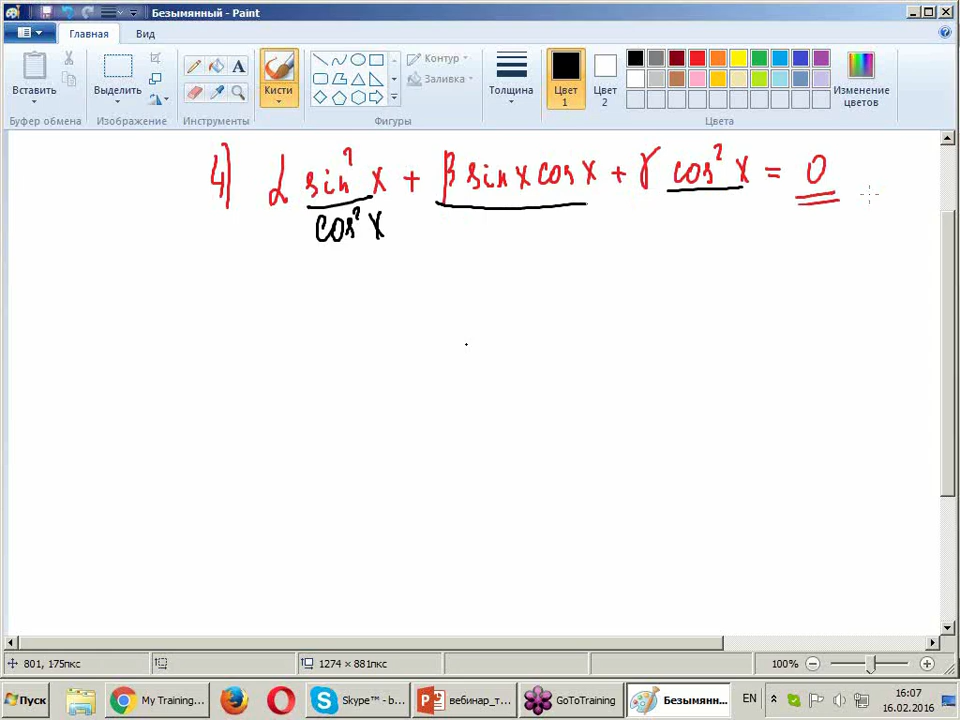 Безымянный - Paint
Главная Вид
Вставить
Выделить
Кисти
Контур
Заливка
Толщина
Цвет 1
Цвет 2
Изменение цветов
Буфер обмена Изображение Инструменты Фигуры Цвета
4) α sin² x + β sin x cos x + γ cos² x = 0
cos² x
801, 175пкс 1274 × 881пкс 100%
Пуск My Training... Skype™ - b... вебинар_т... GoToTraining Безымянн... EN 16:07
16.02.2016